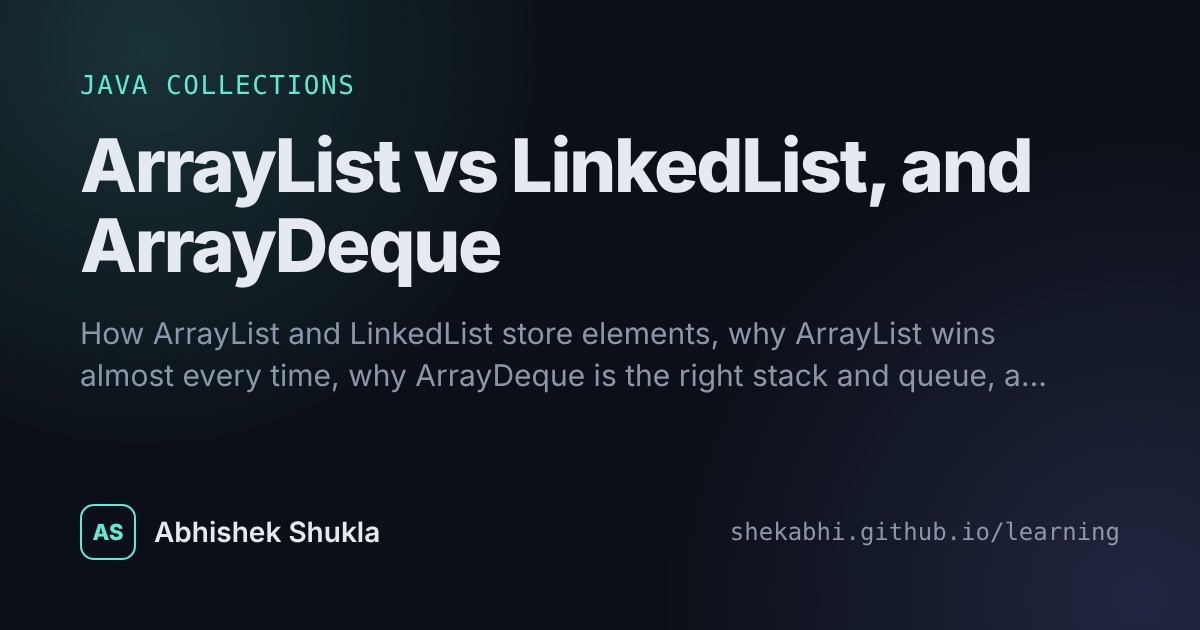 JAVA COLLECTIONS
ArrayList vs LinkedList, and
ArrayDeque
How ArrayList and LinkedList store elements, why ArrayList wins
almost every time, why ArrayDeque is the right stack and queue, a...
AS Abhishek Shukla
shekabhi.github.io/learning